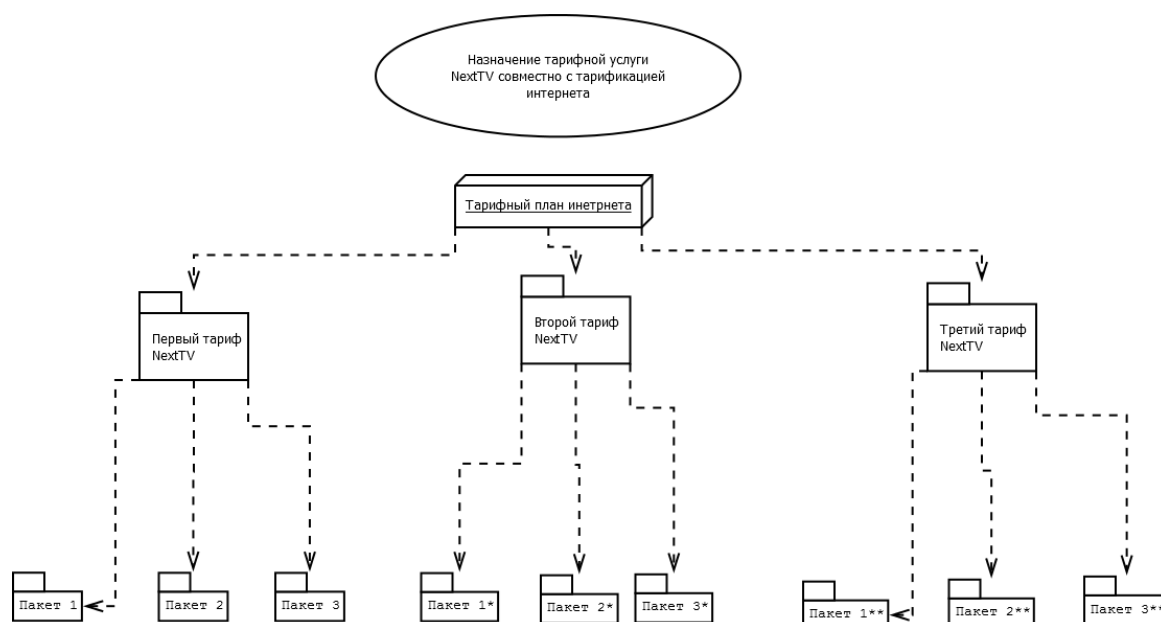 Назначение тарифной услуги
NextTV совместно с тарификацией
интернета
Тарифный план инетрнета
Первый тариф
NextTV
Второй тариф
NextTV
Третий тариф
NextTV
Пакет 1
Пакет 2
Пакет 3
Пакет 1*
Пакет 2*
Пакет 3*
Пакет 1**
Пакет 2**
Пакет 3**